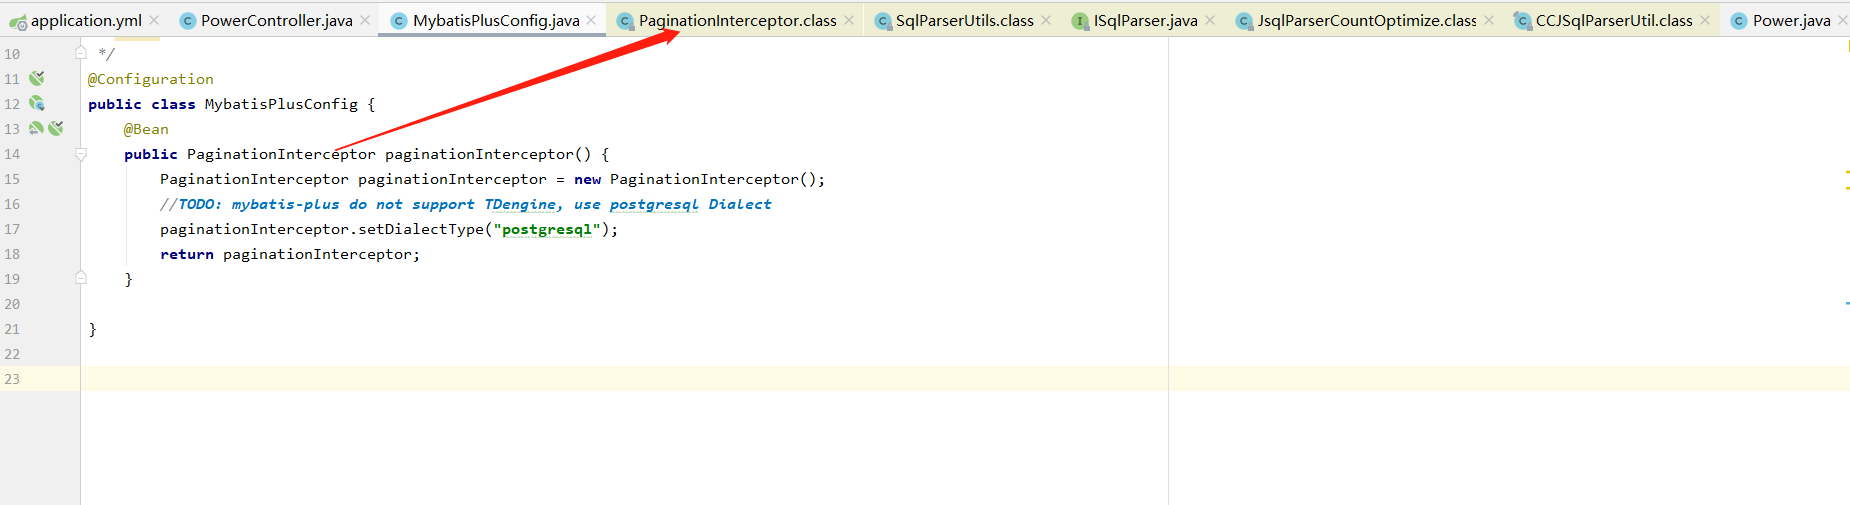 application.yml PowerController.java MybatisPlusConfig.java PaginationInterceptor.class SqlParserUtils.class ISqlParser.java JsqlParserCountOptimize.class CCJSqlParserUtil.class Power.java
10 */
11 @Configuration
12 public class MybatisPlusConfig {
13 @Bean
14 public PaginationInterceptor paginationInterceptor() {
15 PaginationInterceptor paginationInterceptor = new PaginationInterceptor();
16 //TODO: mybatis-plus do not support TDengine, use postgresql Dialect
17 paginationInterceptor.setDialectType("postgresql");
18 return paginationInterceptor;
19 }
20
21 }
22
23